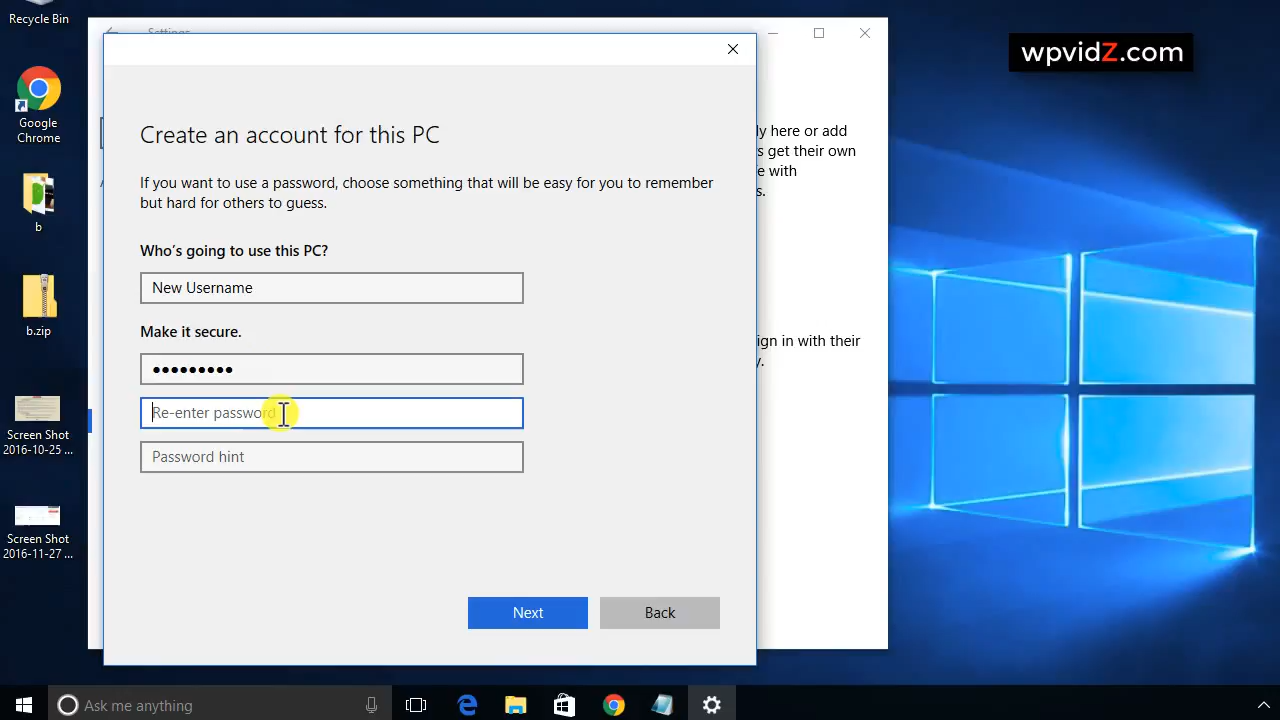 Recycle Bin
Google
Chrome
b
b.zip
Screen Shot
2016-10-25 ...
Screen Shot
2016-11-27 ...
Settings
wpvidZ.com
Create an account for this PC
If you want to use a password, choose something that will be easy for you to remember
but hard for others to guess.
Who's going to use this PC?
New Username
Make it secure.
Re-enter password
Password hint
Next
Back
ly here or add
s get their own
e with
s.
ign in with their
y.
Ask me anything